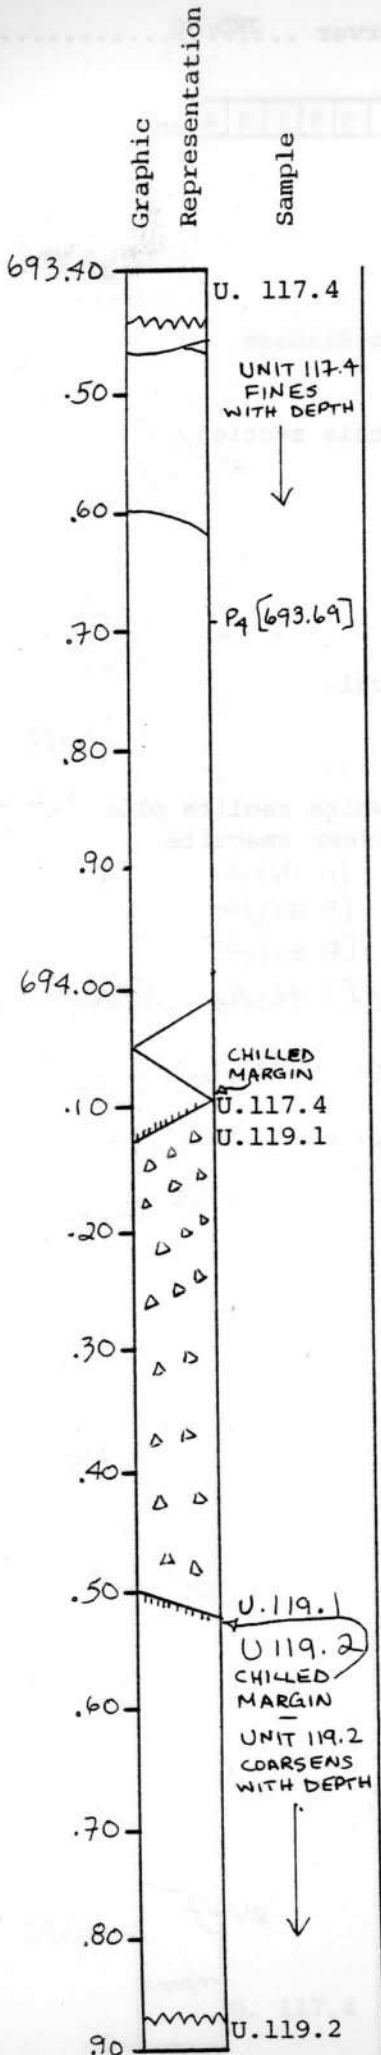 Graphic
Representation
Sample
693.40
U. 117.4
UNIT 117.4
FINES
WITH DEPTH
.50
.60
P4 [693.69]
.70
.80
.90
694.00
CHILLED
MARGIN
.10
U.117.4
U.119.1
.20
.30
.40
.50
U.119.1
U 119.2
CHILLED
MARGIN
.60
UNIT 119.2
COARSENS
WITH DEPTH
.70
.80
U.119.2
.90